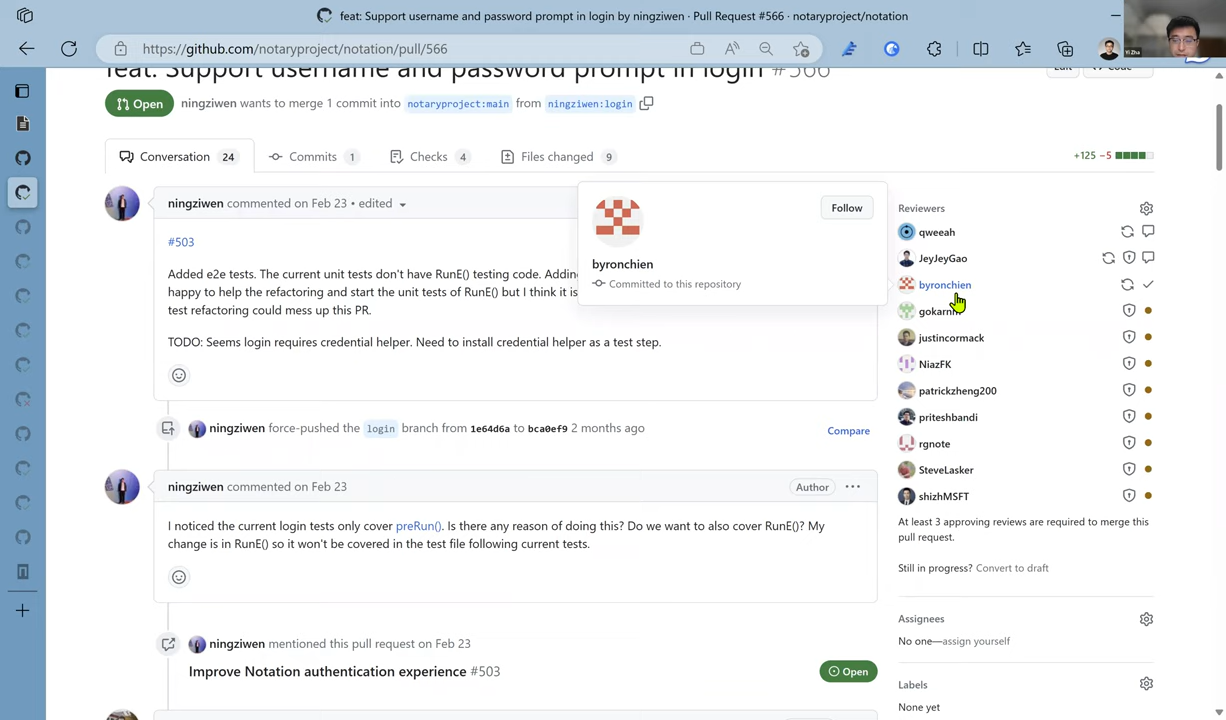 feat: Support username and password prompt in login by ningziwen · Pull Request #566 · notaryproject/notation
https://github.com/notaryproject/notation/pull/566
Yi Zha
feat: Support username and password prompt in login #566
Edit
Code
Open
ningziwen wants to merge 1 commit into notaryproject:main from ningziwen:login
Conversation 24
Commits 1
Checks 4
Files changed 9
+125 −5
ningziwen commented on Feb 23 • edited
#503
Added e2e tests. The current unit tests don't have RunE() testing code. Adding
happy to help the refactoring and start the unit tests of RunE() but I think it is
test refactoring could mess up this PR.
TODO: Seems login requires credential helper. Need to install credential helper as a test step.
byronchien
Committed to this repository
Follow
ningziwen force-pushed the login branch from 1e64d6a to bca0ef9 2 months ago
Compare
ningziwen commented on Feb 23
Author
I noticed the current login tests only cover preRun(). Is there any reason of doing this? Do we want to also cover RunE()? My
change is in RunE() so it won't be covered in the test file following current tests.
ningziwen mentioned this pull request on Feb 23
Improve Notation authentication experience #503
Open
Reviewers
qweeah
JeyJeyGao
byronchien
justincormack
NiazFK
patrickzheng200
priteshbandi
rgnote
SteveLasker
shizhMSFT
At least 3 approving reviews are required to merge this
pull request.
Still in progress? Convert to draft
Assignees
No one—assign yourself
Labels
None yet